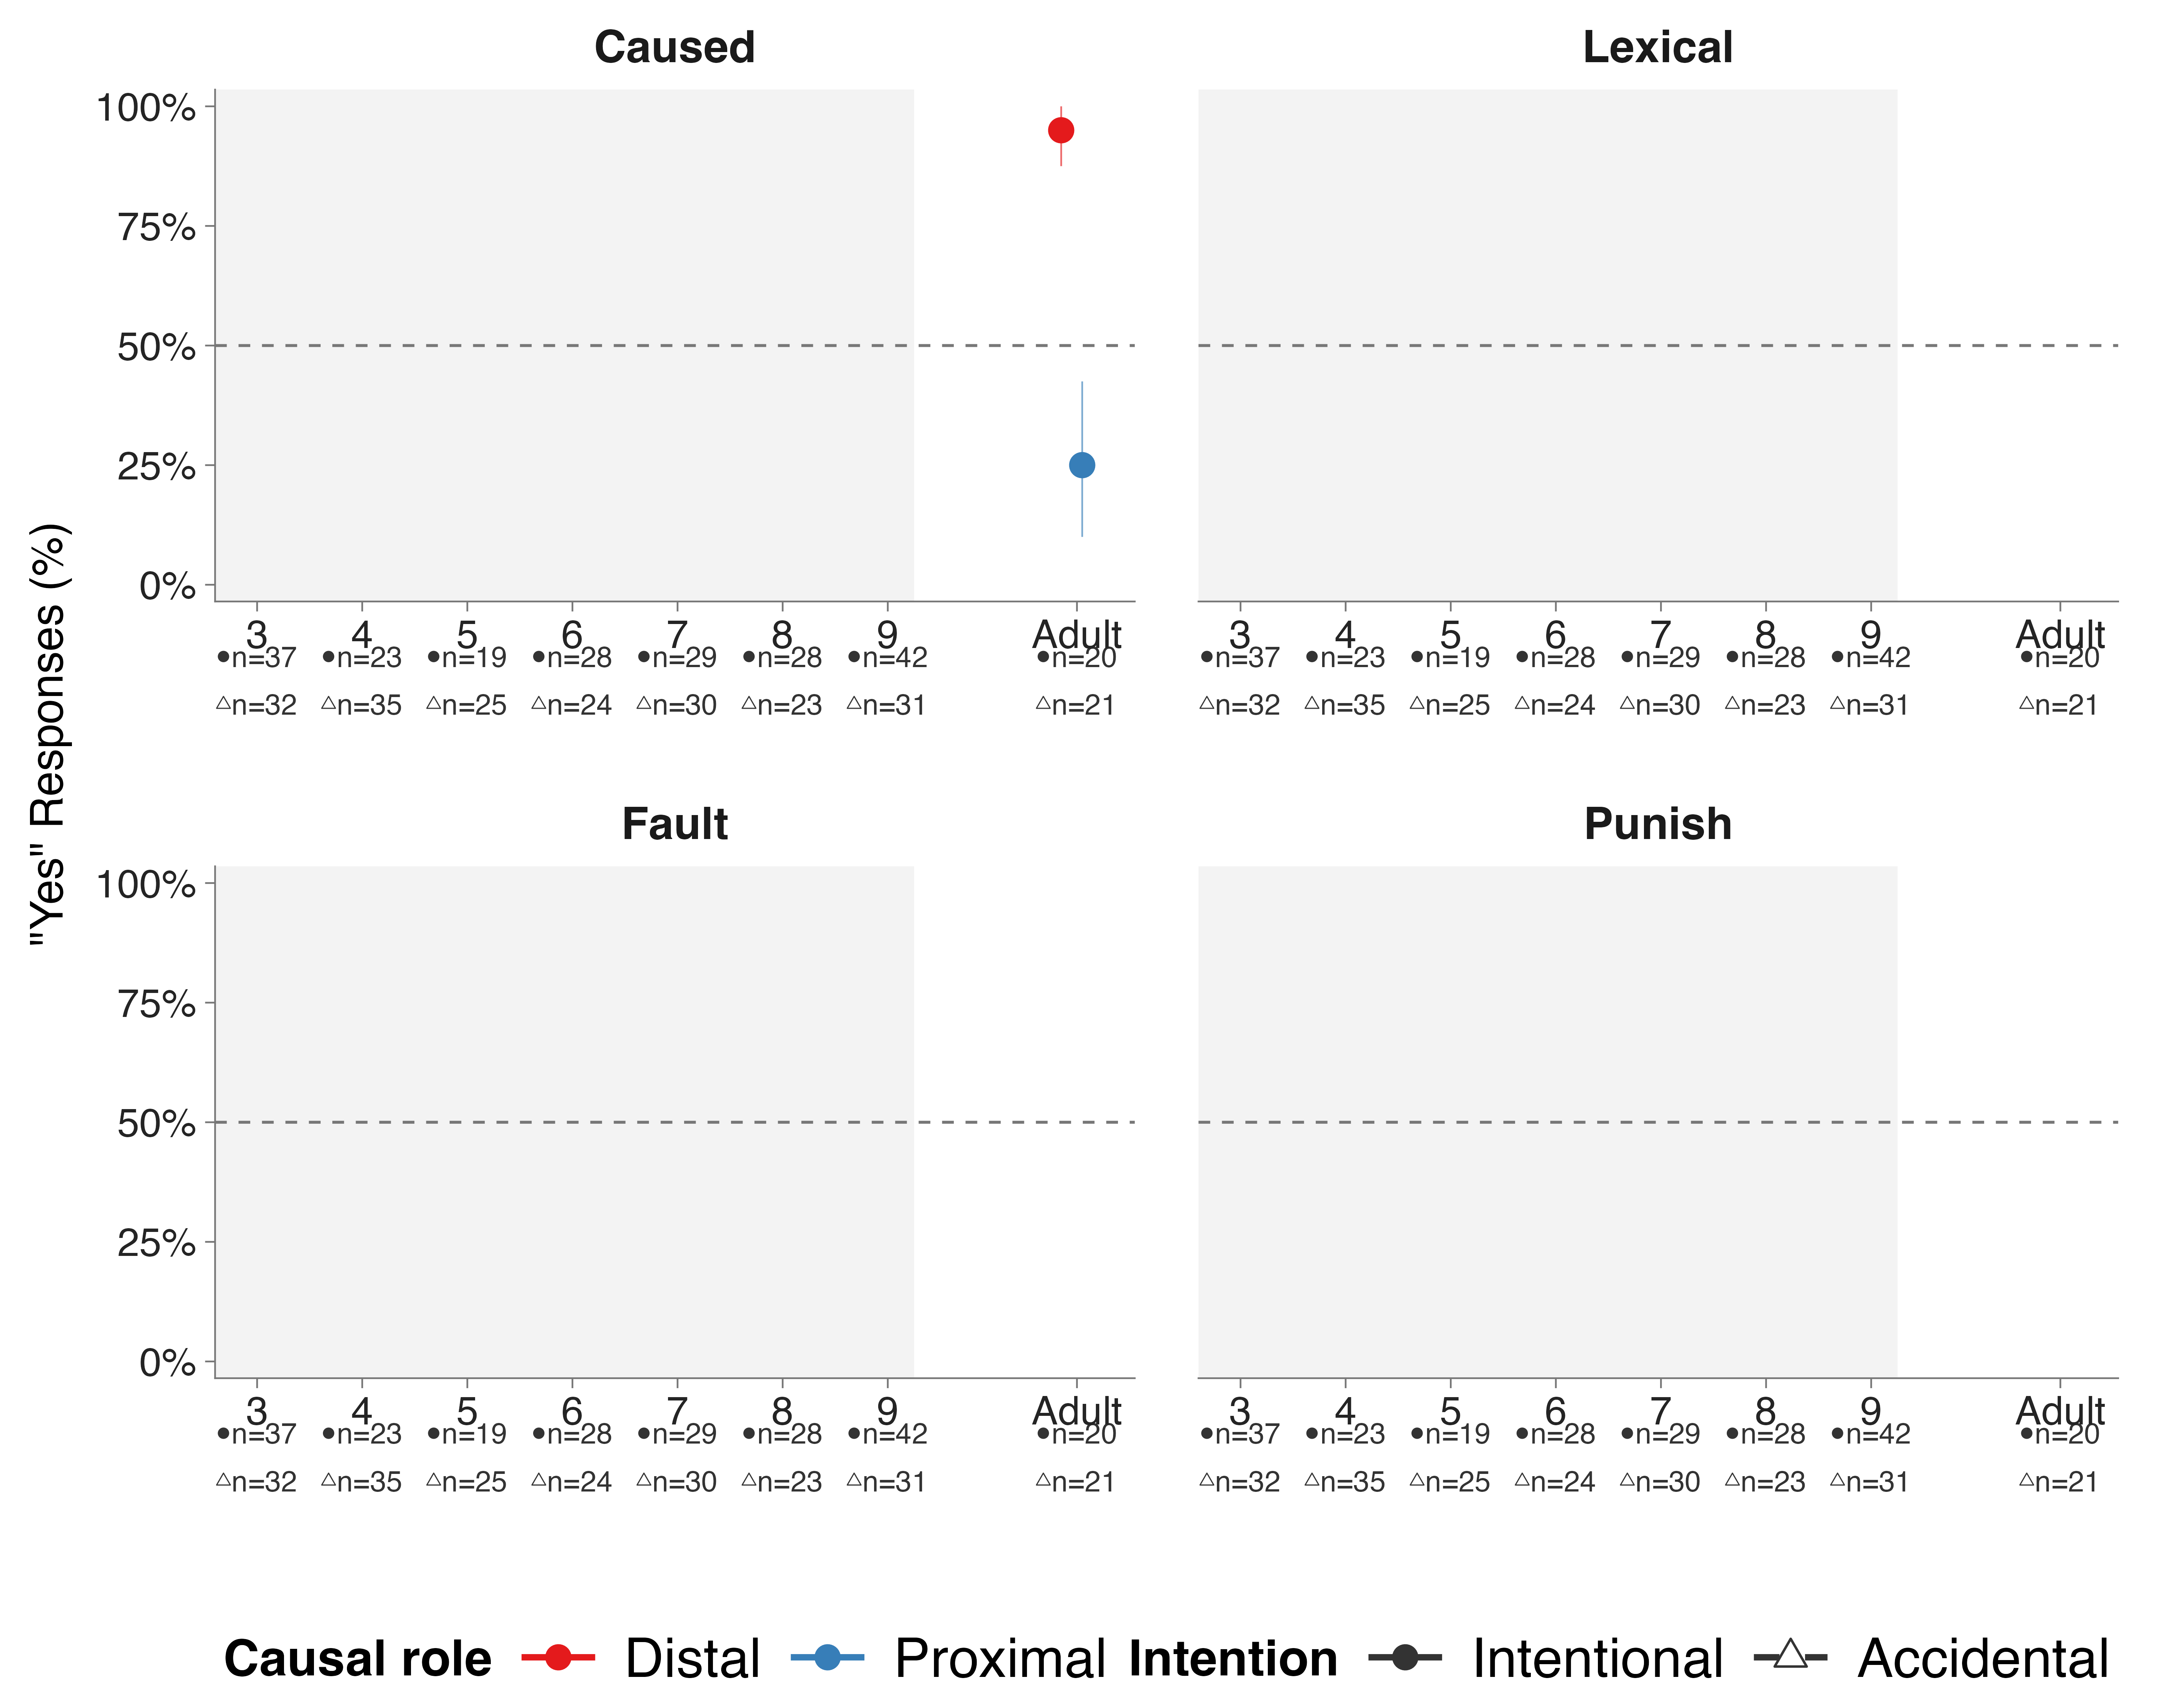 Caused
Lexical
"Yes" Responses (%)
100%
75%
50%
25%
0%
3 4 5 6 7 8 9 Adult
n=37 n=23 n=19 n=28 n=29 n=28 n=42 n=20
n=32 n=35 n=25 n=24 n=30 n=23 n=31 n=21
3 4 5 6 7 8 9 Adult
n=37 n=23 n=19 n=28 n=29 n=28 n=42 n=20
n=32 n=35 n=25 n=24 n=30 n=23 n=31 n=21
Fault
Punish
100%
75%
50%
25%
0%
3 4 5 6 7 8 9 Adult
n=37 n=23 n=19 n=28 n=29 n=28 n=42 n=20
n=32 n=35 n=25 n=24 n=30 n=23 n=31 n=21
3 4 5 6 7 8 9 Adult
n=37 n=23 n=19 n=28 n=29 n=28 n=42 n=20
n=32 n=35 n=25 n=24 n=30 n=23 n=31 n=21
Causal role Distal Proximal Intention Intentional Accidental